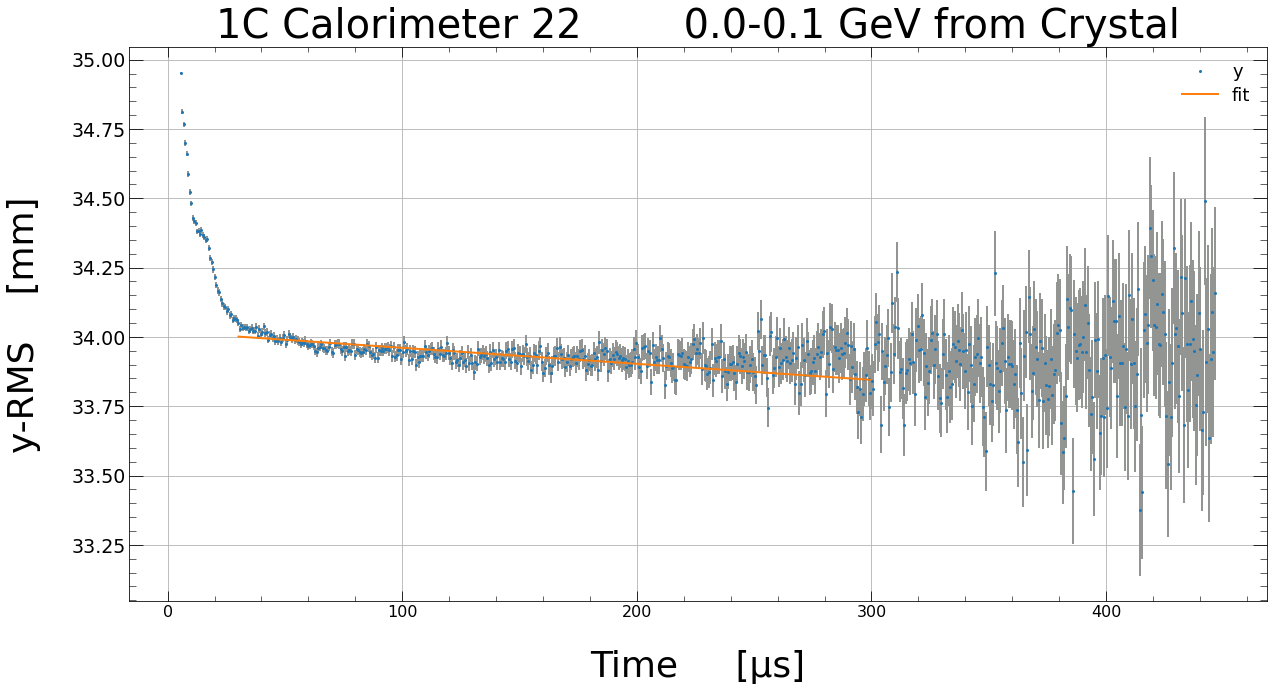 1C Calorimeter 22 0.0-0.1 GeV from Crystal
y
fit
35.00
34.75
34.50
34.25
34.00
33.75
33.50
33.25
y-RMS [mm]
0 100 200 300 400
Time [µs]